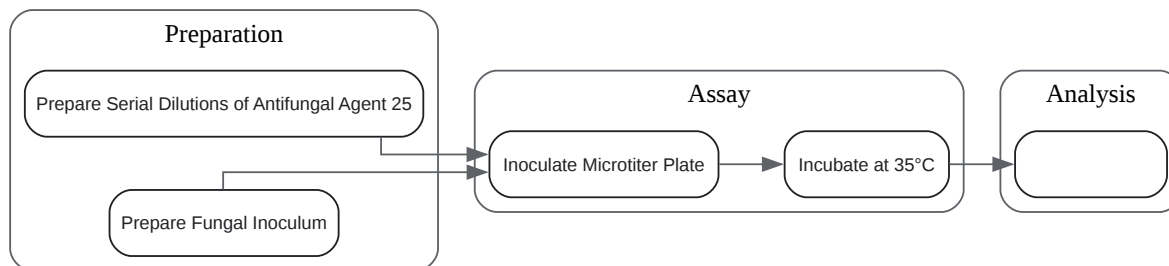 Preparation
Prepare Serial Dilutions of Antifungal Agent 25
Prepare Fungal Inoculum
Assay
Inoculate Microtiter Plate
Incubate at 35°C
Analysis